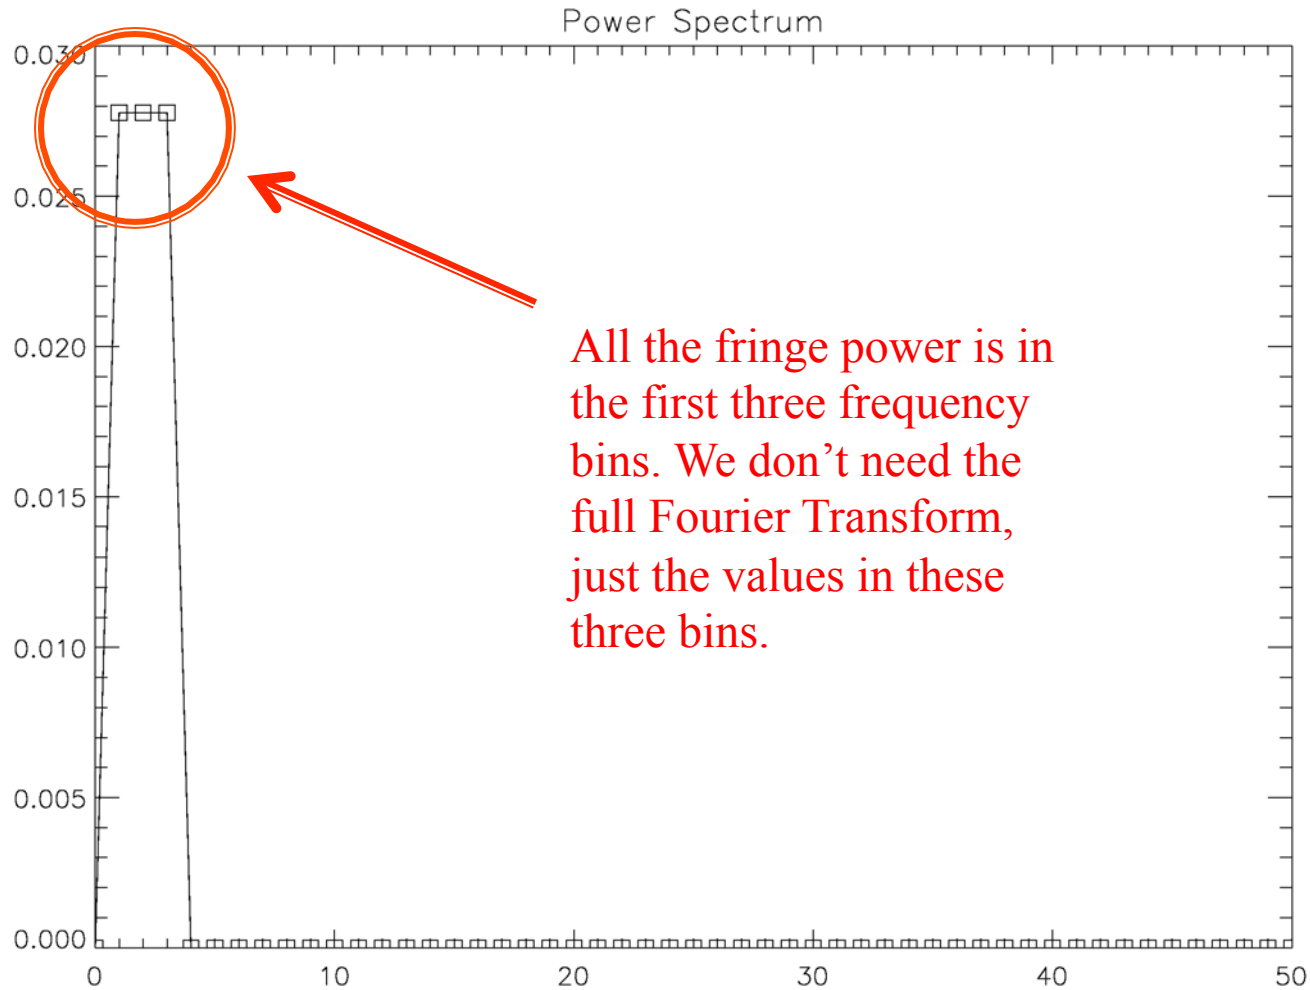 Power Spectrum
0.030
0.025
0.020
0.015
0.010
0.005
0.000
All the fringe power is in
the first three frequency
bins. We don’t need the
full Fourier Transform,
just the values in these
three bins.
0 10 20 30 40 50